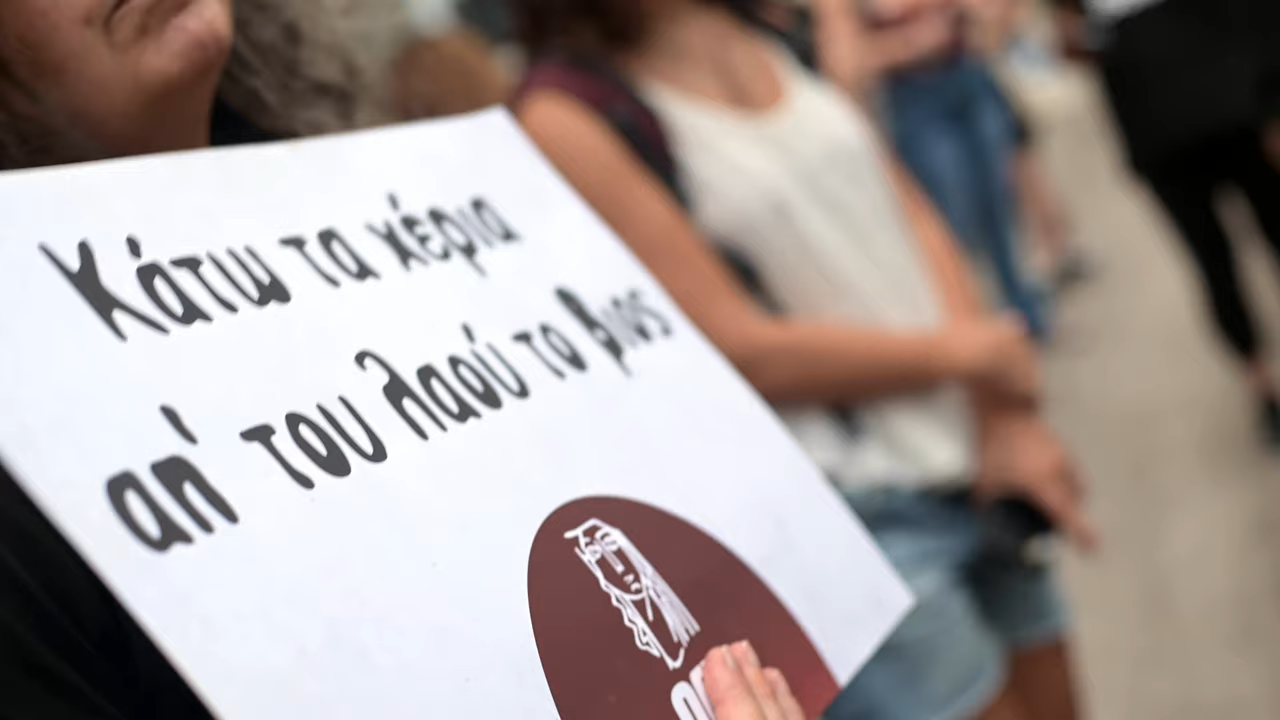 Κάτω τα χέρια
απ' του λαού το βιος